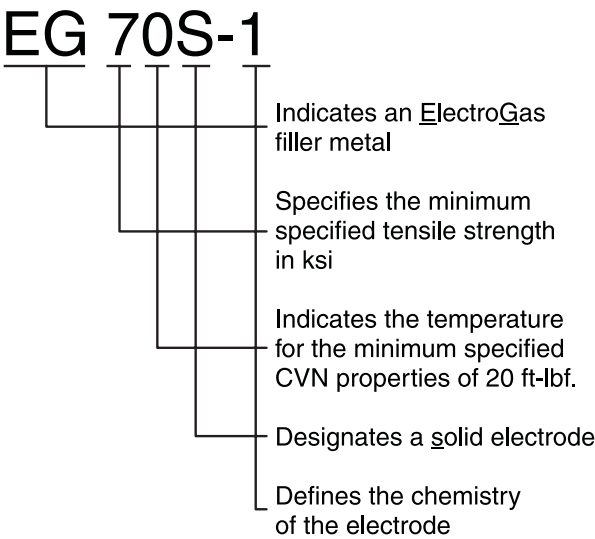 EG 70S-1
Indicates an ElectroGas
filler metal
Specifies the minimum
specified tensile strength
in ksi
Indicates the temperature
for the minimum specified
CVN properties of 20 ft-lbf.
Designates a solid electrode
Defines the chemistry
of the electrode